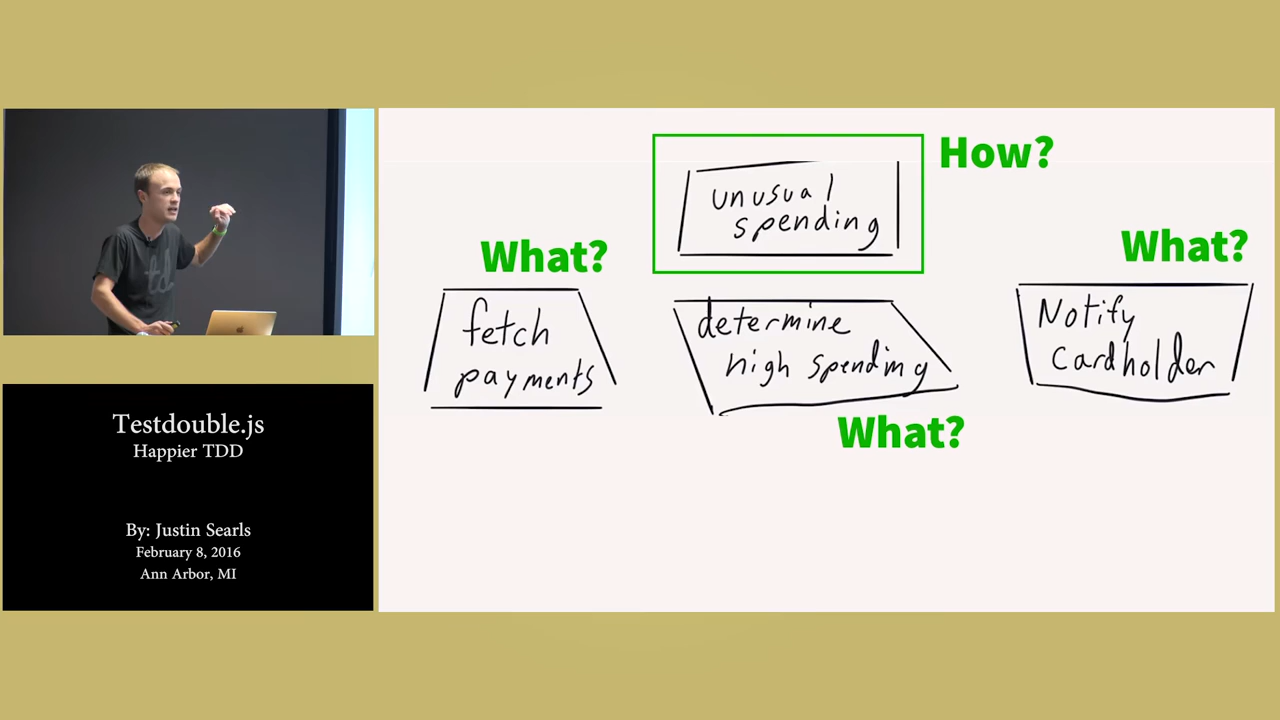 How?
unusual
spending
What?
What?
fetch
payments
determine
high spending
Notify
cardholder
What?
td
Testdouble.js
Happier TDD
By: Justin Searls
February 8, 2016
Ann Arbor, MI